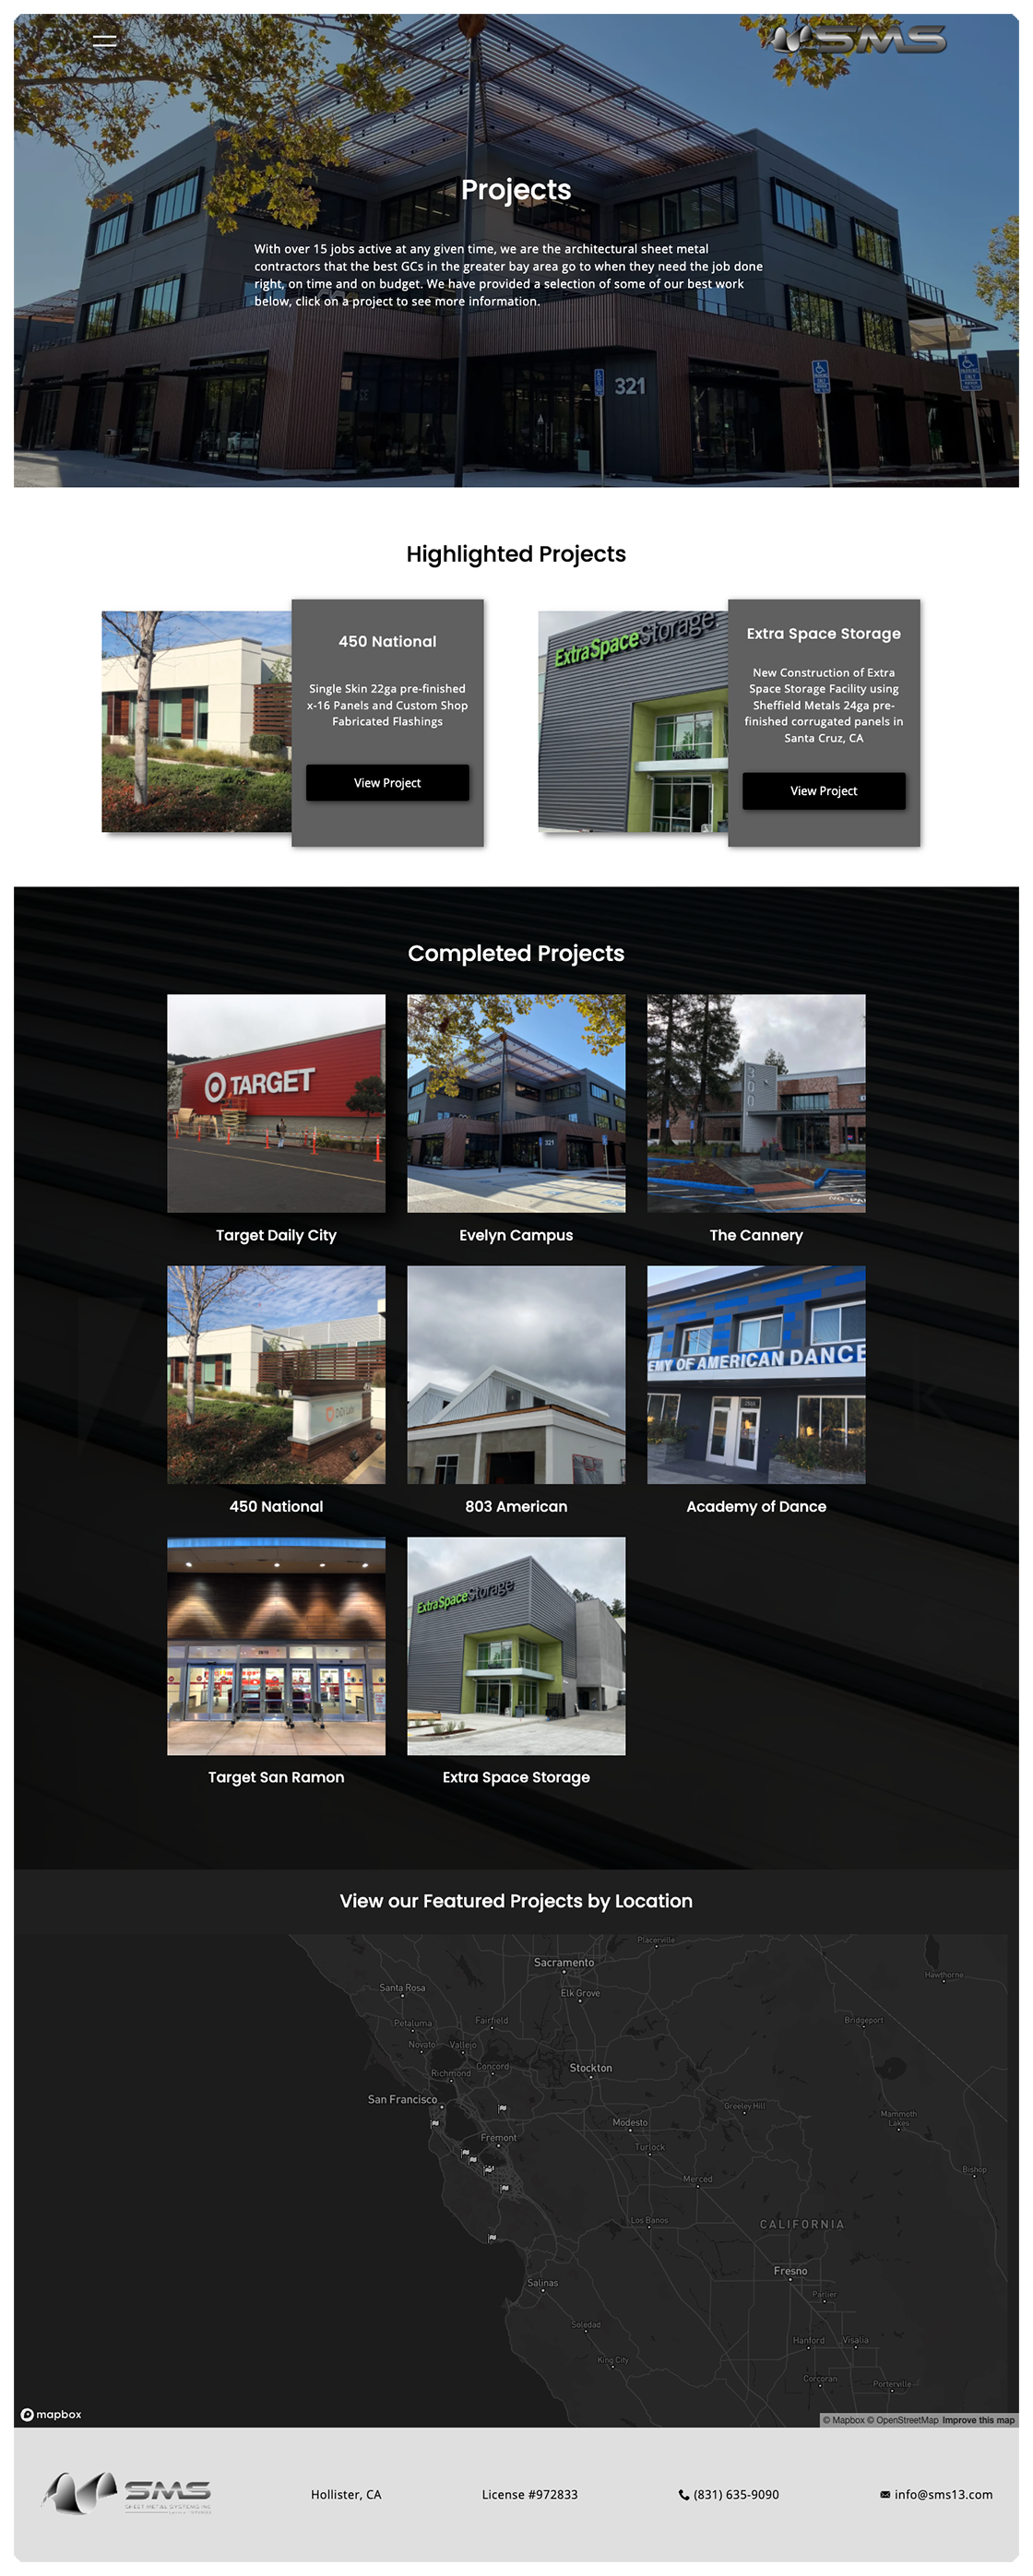 SMS
Projects
With over 15 jobs active at any given time, we are the architectural sheet metal
contractors that the best GCs in the greater bay area go to when they need the job done
right, on time and on budget. We have provided a selection of some of our best work
below, click on a project to see more information.
321
Highlighted Projects
450 National
Single Skin 22ga pre-finished
x-16 Panels and Custom Shop
Fabricated Flashings
View Project
ExtraSpaceStorage
Extra Space Storage
New Construction of Extra
Space Storage Facility using
Sheffield Metals 24ga pre-
finished corrugated panels in
Santa Cruz, CA
View Project
Completed Projects
TARGET
321
300
Target Daily City
Evelyn Campus
The Cannery
EMY OF AMERICAN DANCE
450 National
803 American
Academy of Dance
ExtraSpaceStorage
Target San Ramon
Extra Space Storage
View our Featured Projects by Location
Placerville
Sacramento
Hawthorne
Santa Rosa
Elk Grove
Petaluma
Fairfield
Bridgeport
Novato
Vallejo
Concord
Richmond
Stockton
San Francisco
Greeley Hill
Mammoth
Lakes
Modesto
Fremont
Turlock
Bishop
Merced
Los Banos
CALIFORNIA
Fresno
Salinas
Parlier
Soledad
Hanford
Visalia
King City
Corcoran
Porterville
mapbox
© Mapbox © OpenStreetMap Improve this map
SMS
SHEET METAL SYSTEMS INC
Hollister, CA
License #972833
(831) 635-9090
info@sms13.com